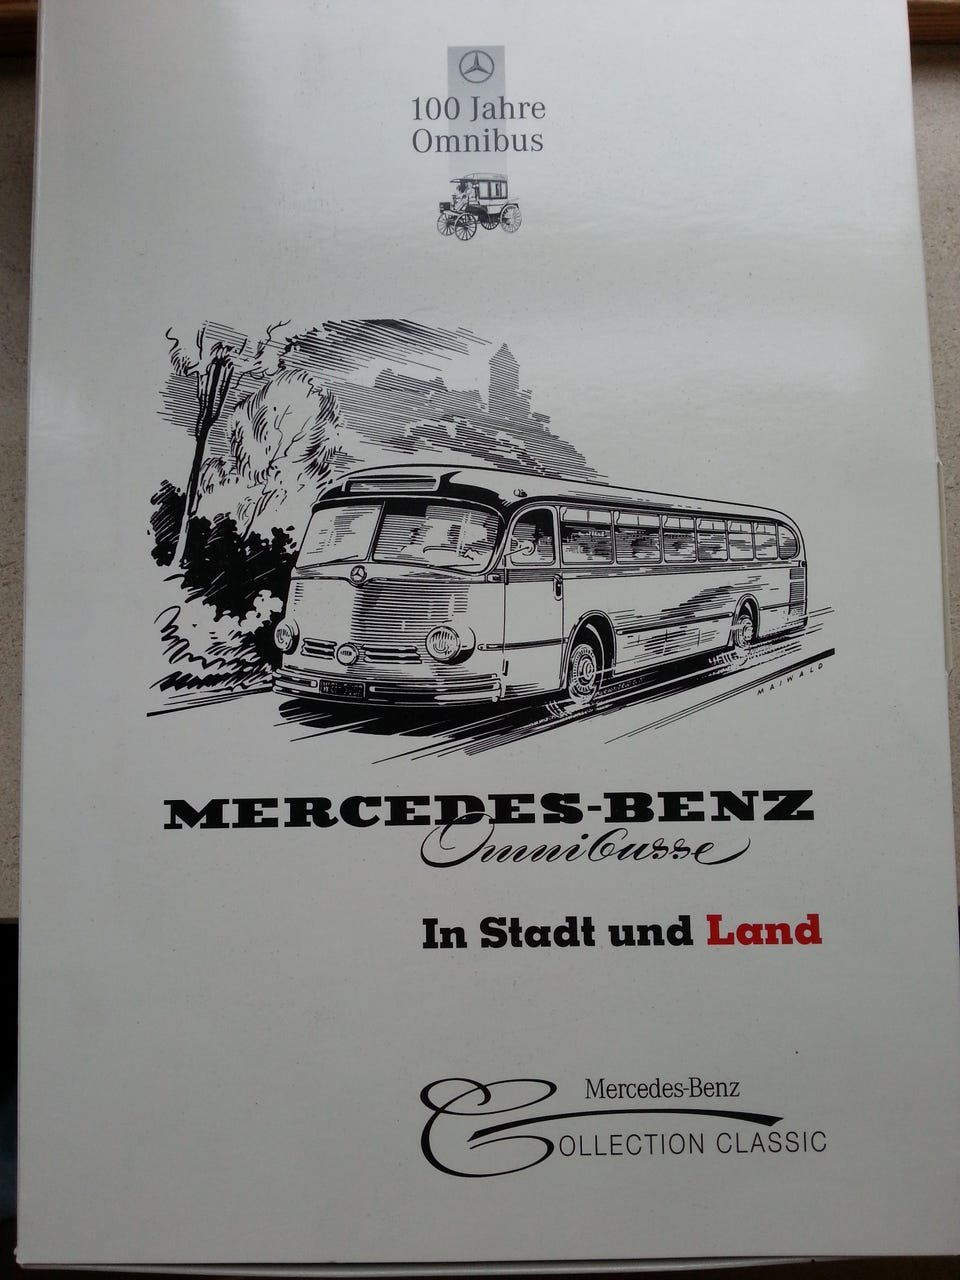 100 Jahre
Omnibus
MAIWALD
MERCEDES-BENZ
Omnibusse
In Stadt und Land
Mercedes-Benz
COLLECTION CLASSIC